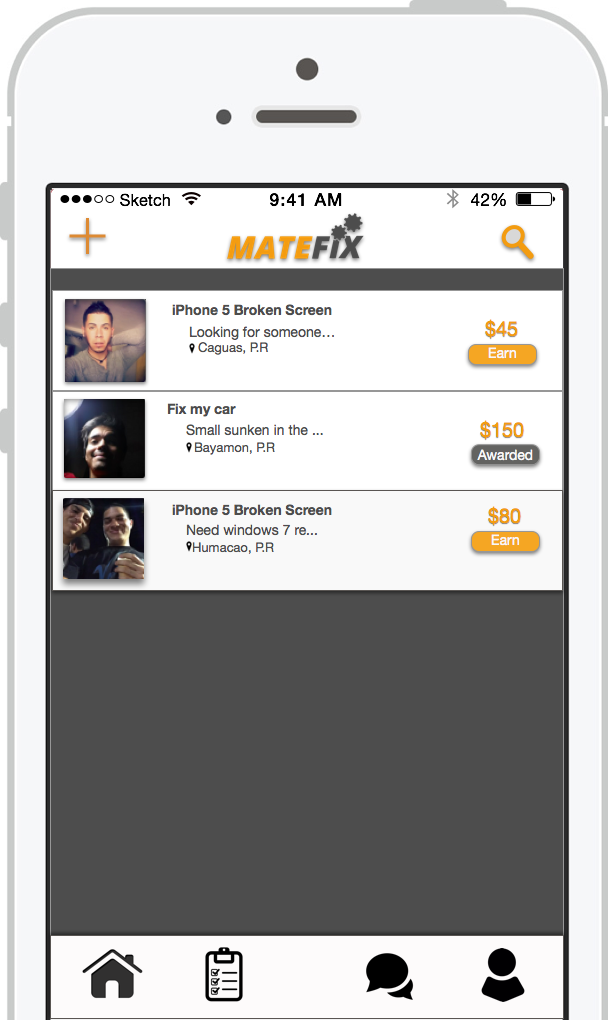 Sketch 9:41 AM 42%
MATEFIX
iPhone 5 Broken Screen
Looking for someone…
$45
Caguas, P.R
Earn
Fix my car
Small sunken in the ...
$150
Bayamon, P.R
Awarded
iPhone 5 Broken Screen
$80
Need windows 7 re...
Earn
Humacao, P.R